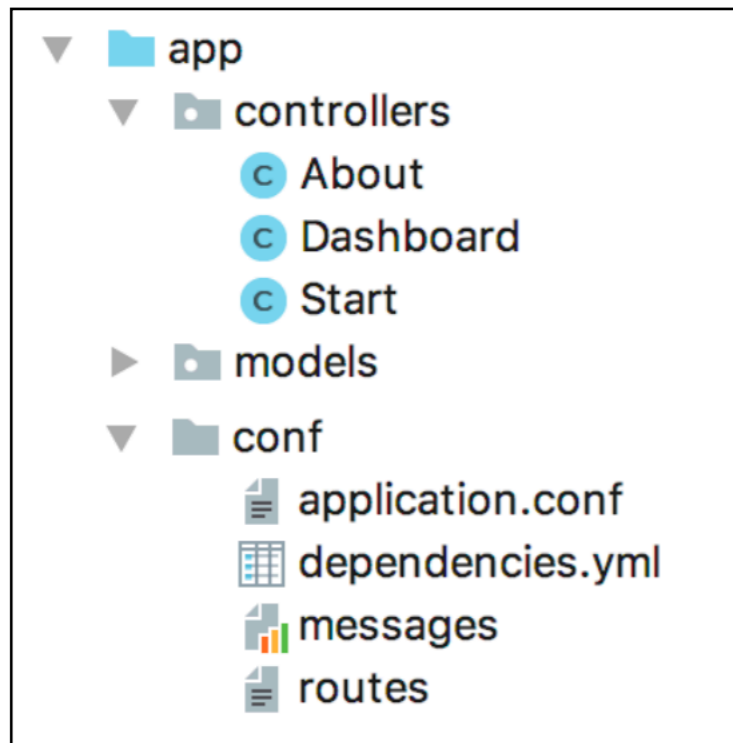 app
controllers
C About
C Dashboard
C Start
models
conf
application.conf
dependencies.yml
messages
routes